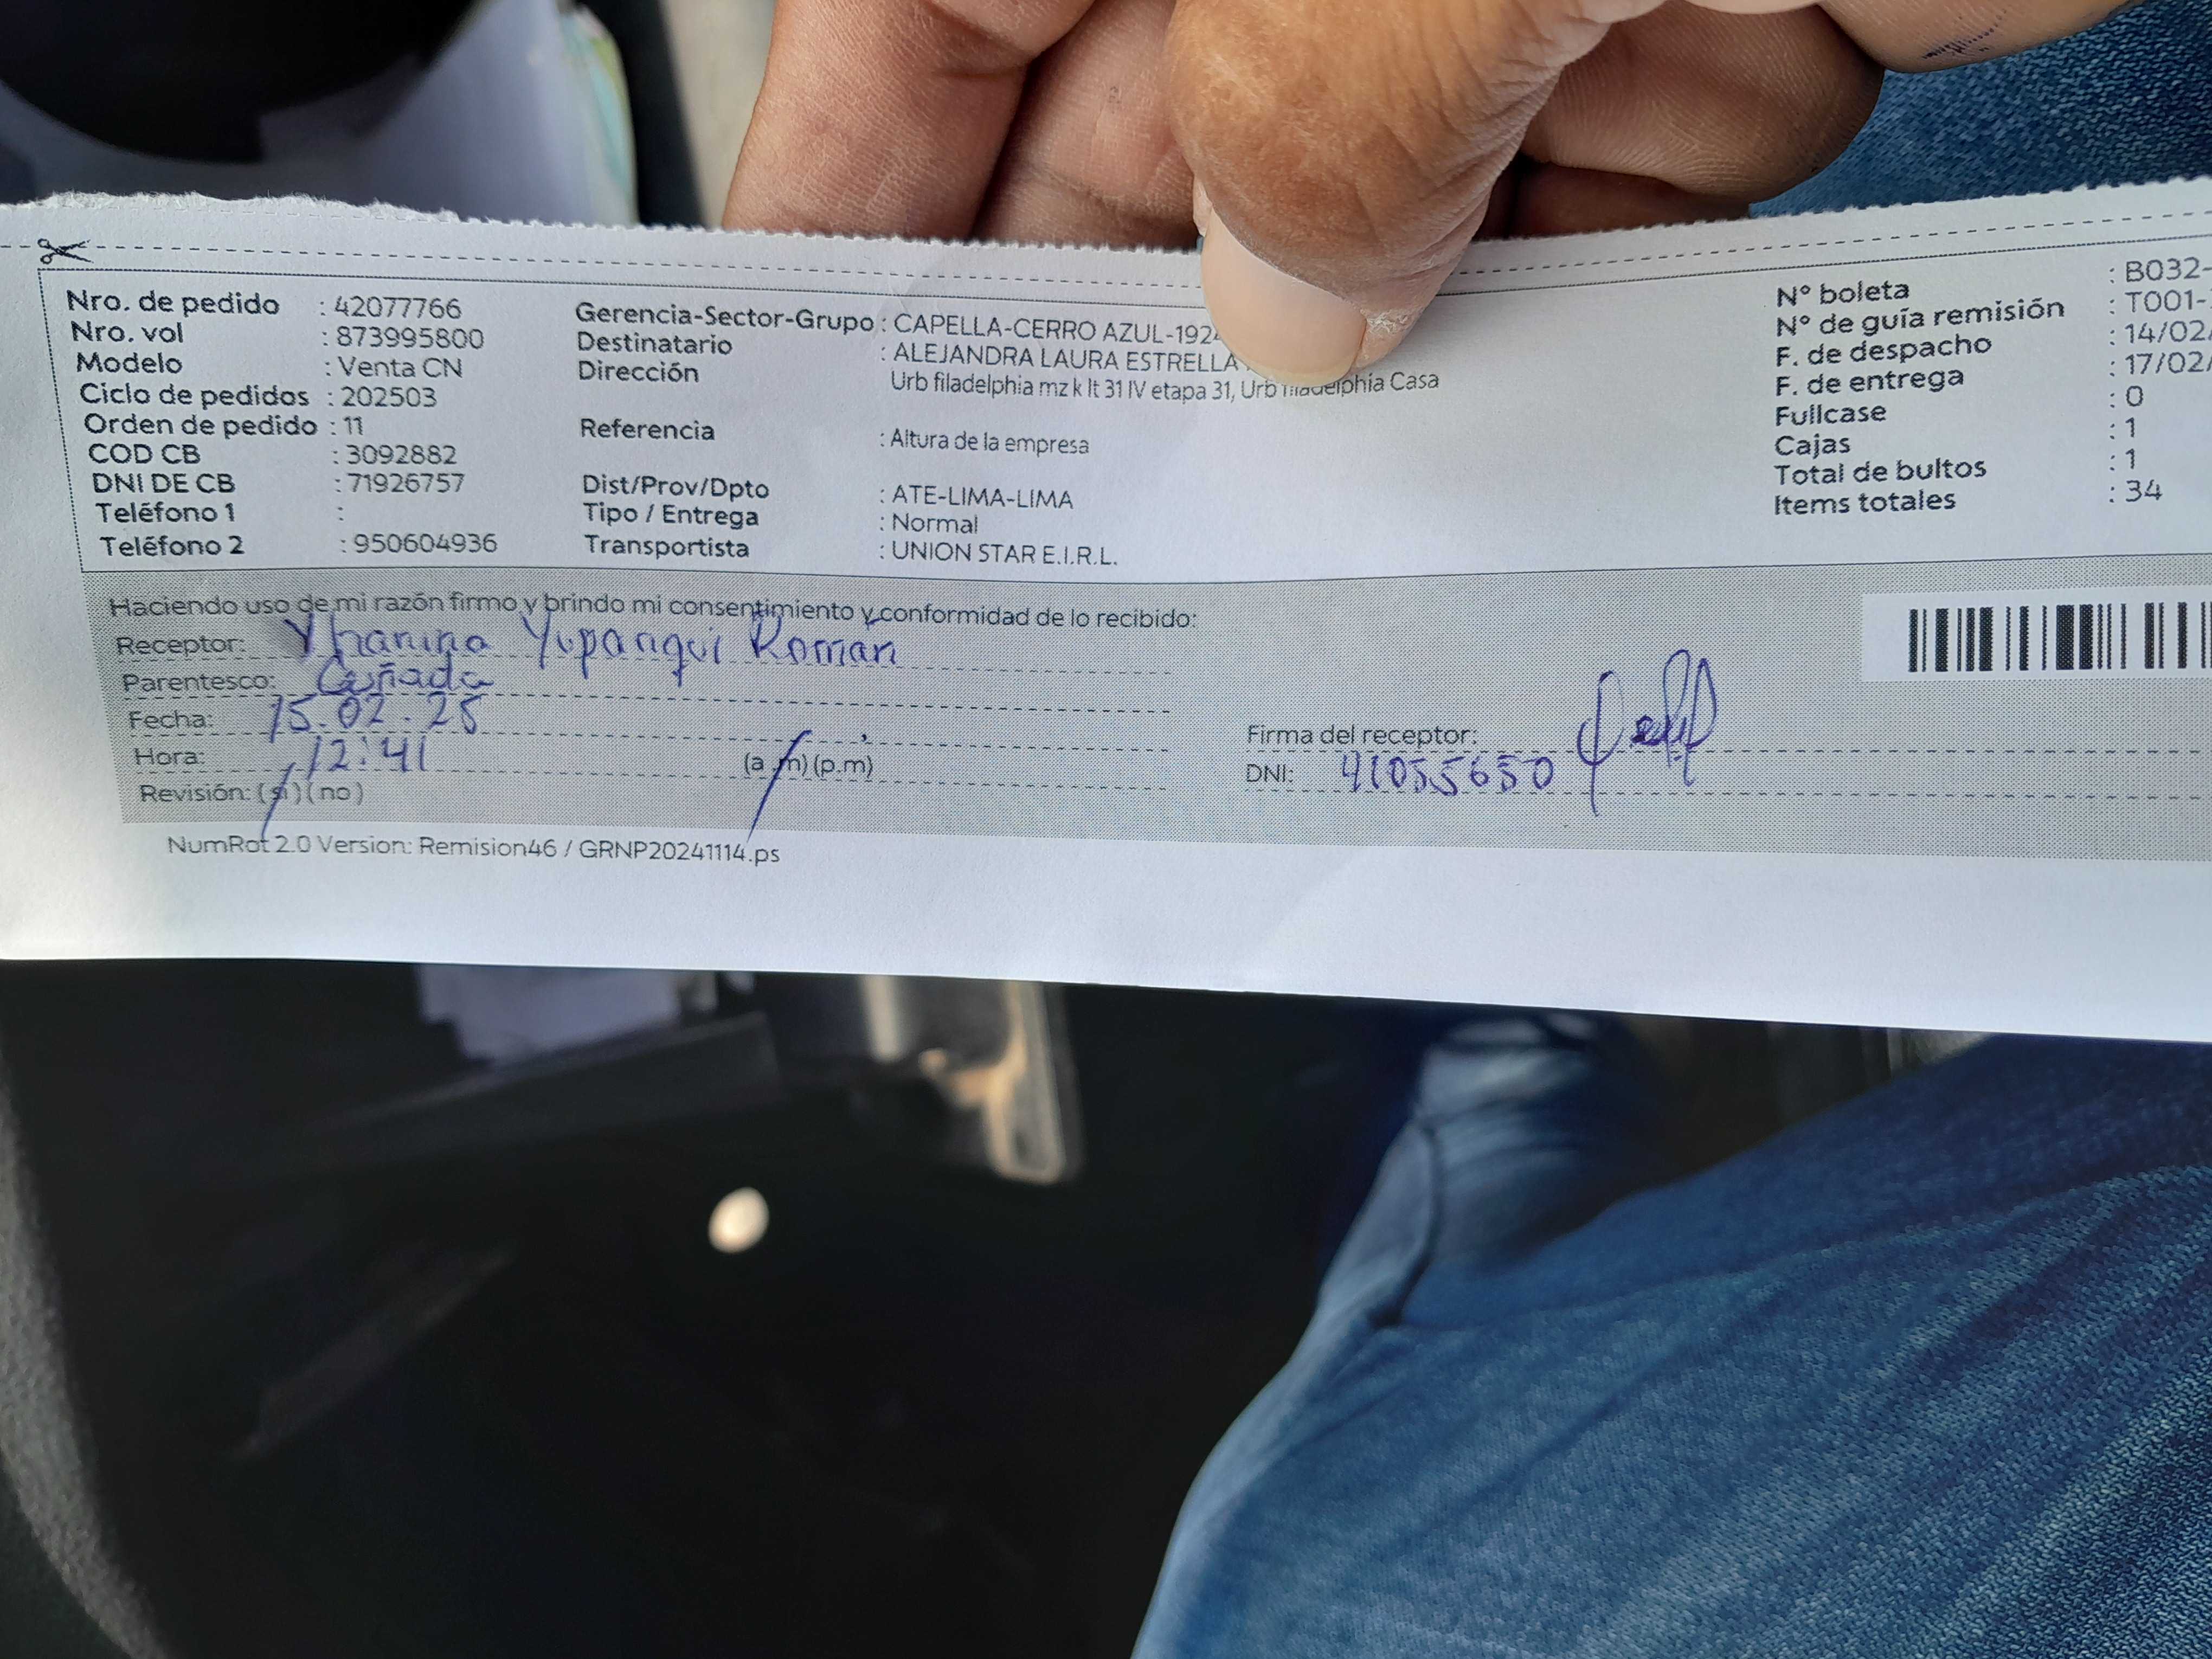 Nro. de pedido : 42077766
Nro. vol : 873995800
Modelo : Venta CN
Ciclo de pedidos : 202503
Orden de pedido : 11
COD CB : 3092882
DNI DE CB : 71926757
Teléfono 1 :
Teléfono 2 : 950604936
Gerencia-Sector-Grupo : CAPELLA-CERRO AZUL-192
Destinatario : ALEJANDRA LAURA ESTRELLA
Dirección : Urb filadelphia mz k lt 31 IV etapa 31, Urb filadelphia Casa
Referencia : Altura de la empresa
Dist/Prov/Dpto : ATE-LIMA-LIMA
Tipo / Entrega : Normal
Transportista : UNION STAR E.I.R.L.
N° boleta : B032-
N° de guía remisión : T001-
F. de despacho : 14/02/
F. de entrega : 17/02/
Fullcase : 0
Cajas : 1
Total de bultos : 1
Items totales : 34
Haciendo uso de mi razón firmo y brindo mi consentimiento y conformidad de lo recibido:
Receptor: Yhanina Yupanqui Román
Parentesco: Cuñada
Fecha: 15.02.25
Hora: 12:41 (a.m) (p.m)
Revisión: (si) (no)
Firma del receptor:
DNI: 41055650
NumRot 2.0 Version: Remision46 / GRNP20241114.ps